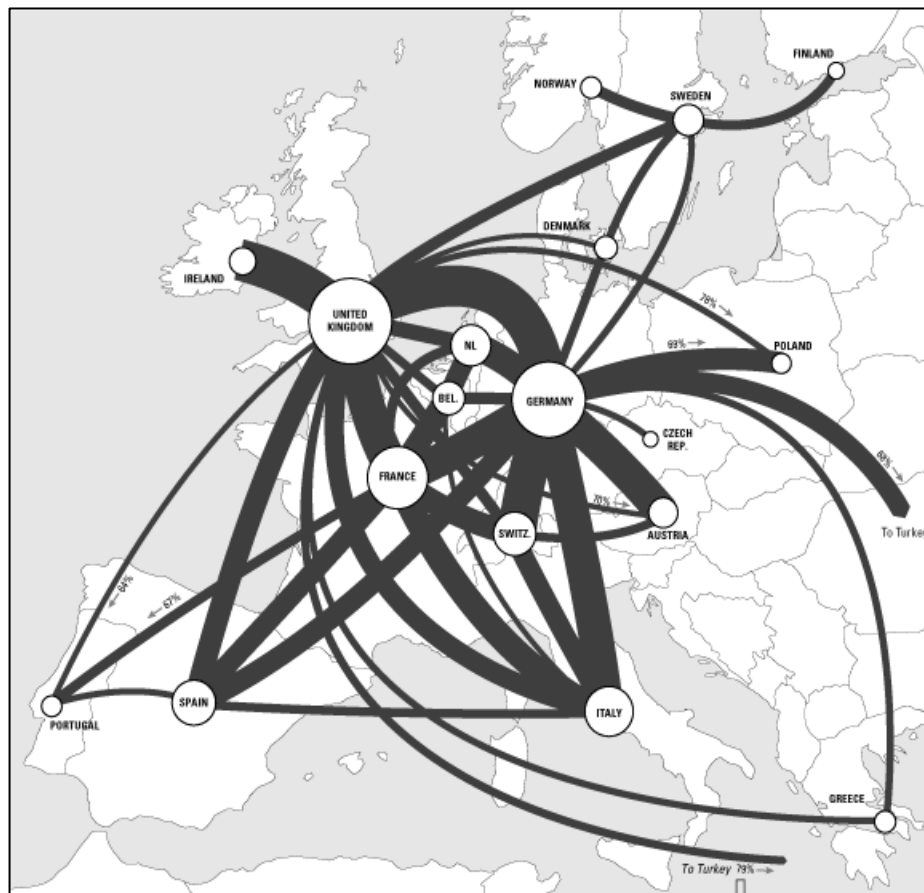 FINLAND
NORWAY
SWEDEN
DENMARK
IRELAND
UNITED
KINGDOM
78%
NL
69%
POLAND
BEL.
GERMANY
CZECH
REP.
FRANCE
68%
70%
SWITZ.
AUSTRIA
To Turkey
64%
67%
SPAIN
ITALY
PORTUGAL
GREECE
To Turkey 79%